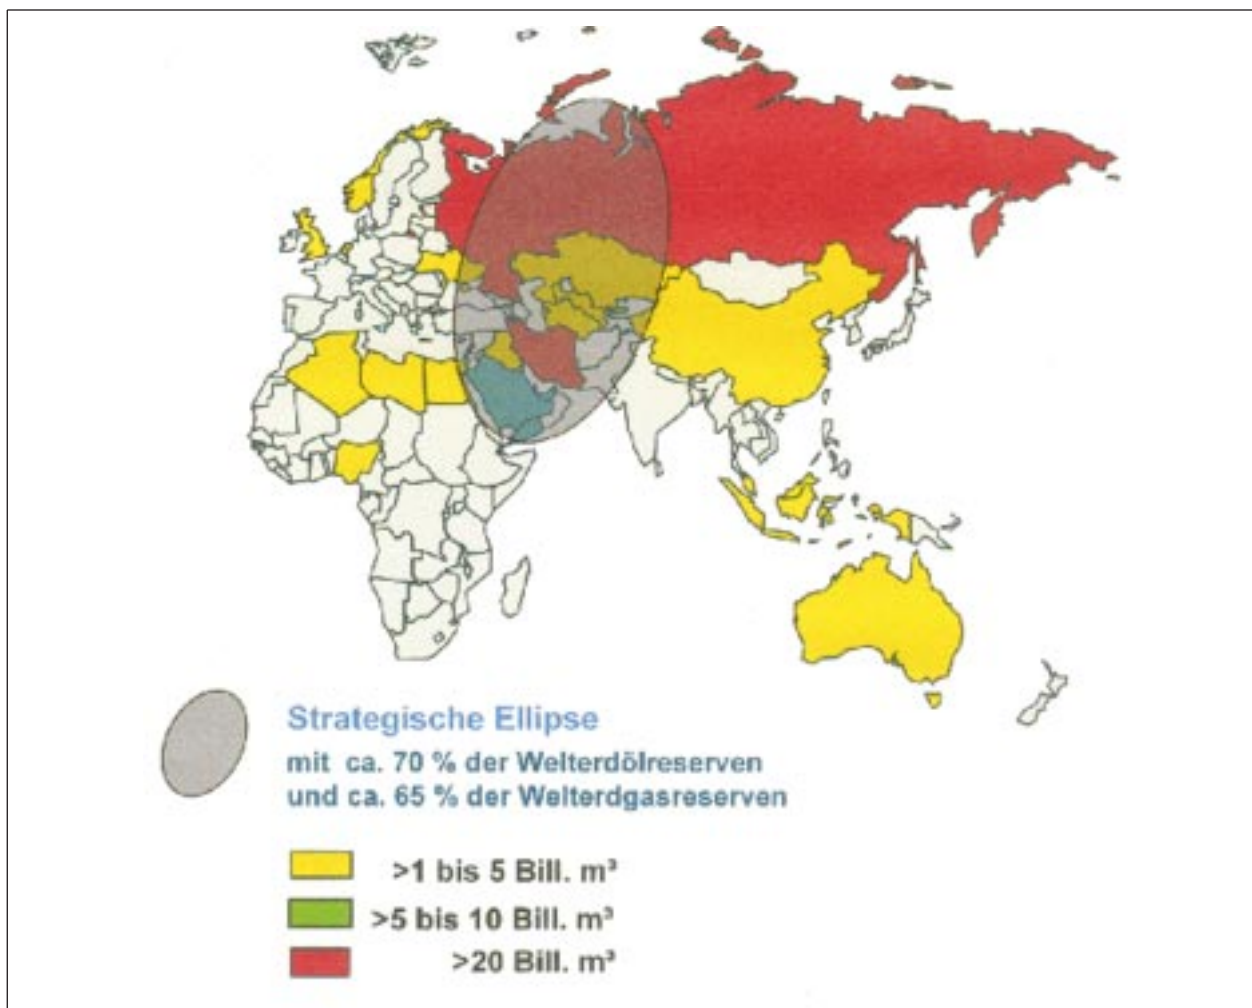 Strategische Ellipse
mit ca. 70 % der Welterdölreserven
und ca. 65 % der Welterdgasreserven
>1 bis 5 Bill. m³
>5 bis 10 Bill. m³
>20 Bill. m³